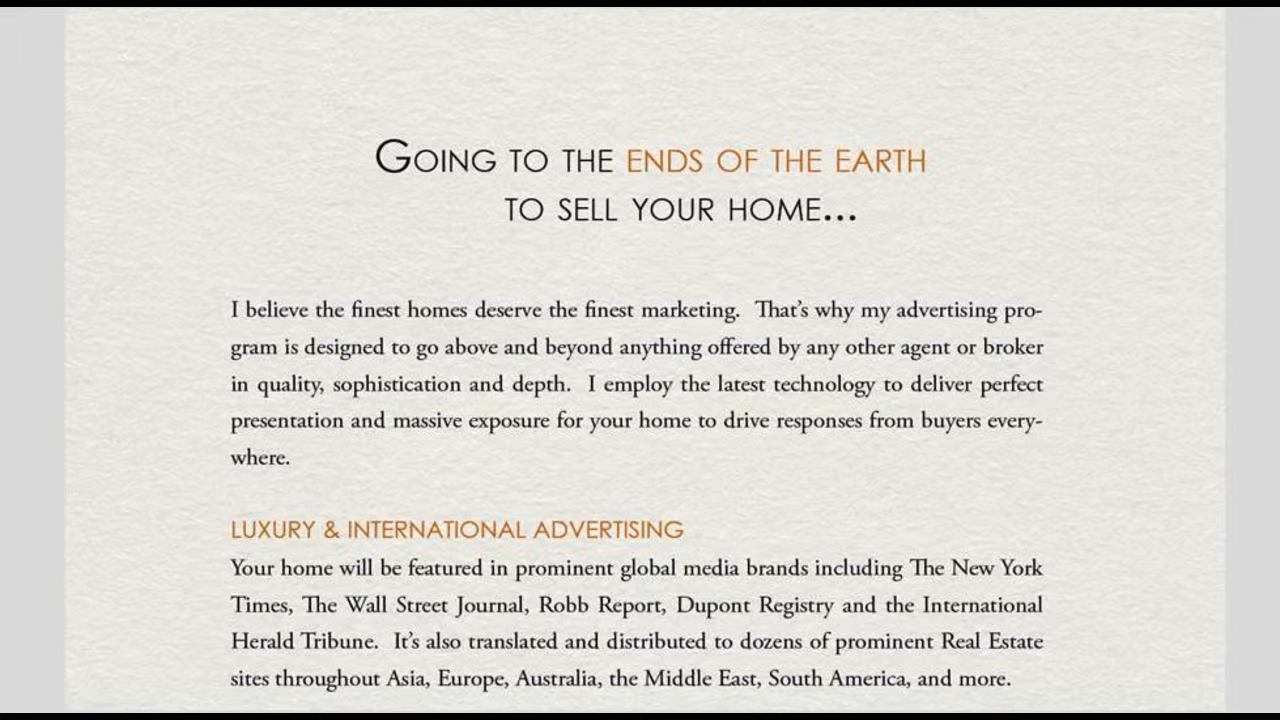 Going to the ends of the earth
to sell your home...
I believe the finest homes deserve the finest marketing.  That's why my advertising pro-
gram is designed to go above and beyond anything offered by any other agent or broker
in quality, sophistication and depth.  I employ the latest technology to deliver perfect
presentation and massive exposure for your home to drive responses from buyers every-
where.
LUXURY & INTERNATIONAL ADVERTISING
Your home will be featured in prominent global media brands including The New York
Times, The Wall Street Journal, Robb Report, Dupont Registry and the International
Herald Tribune.  It's also translated and distributed to dozens of prominent Real Estate
sites throughout Asia, Europe, Australia, the Middle East, South America, and more.